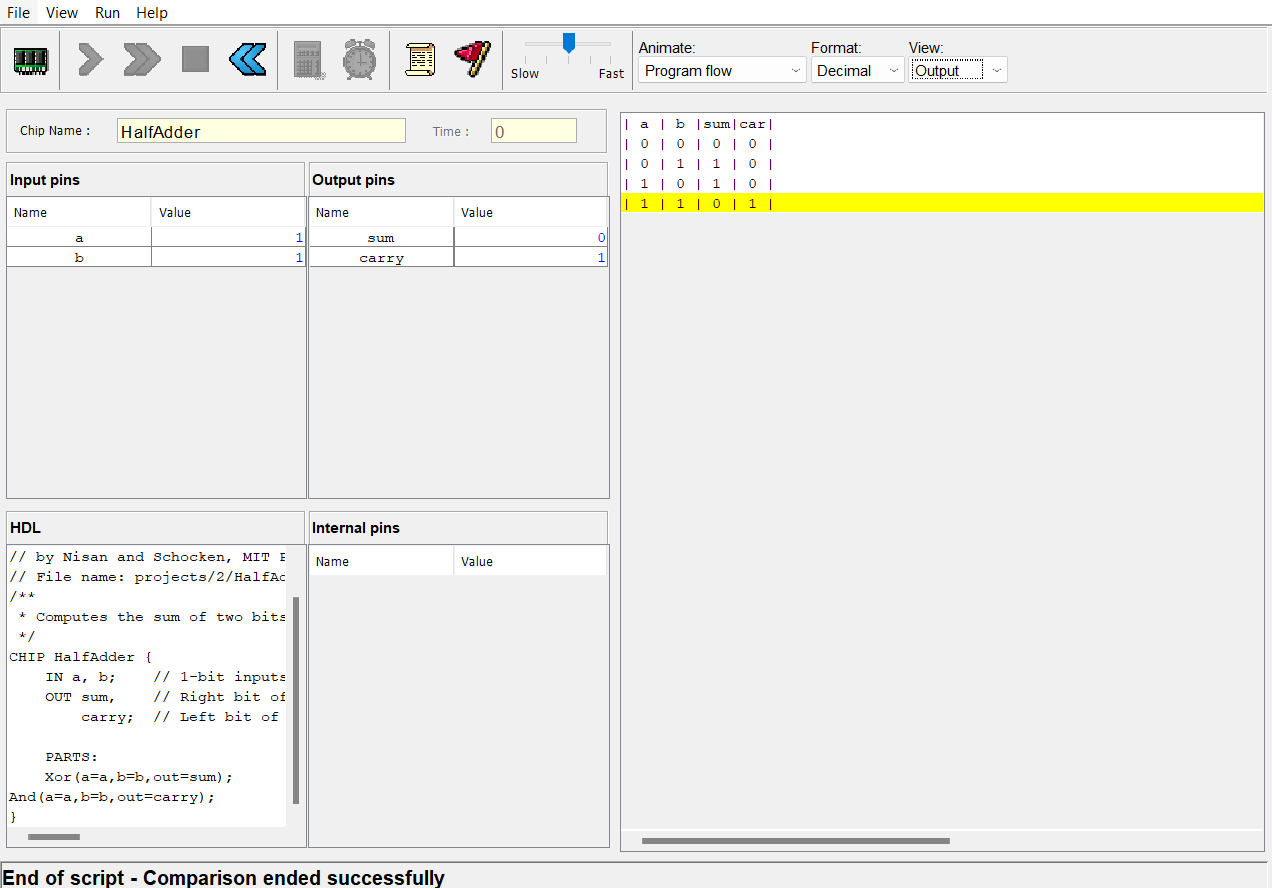 File View Run Help
Slow Fast
Animate: Format: View:
Program flow Decimal Output
Chip Name : HalfAdder Time : 0
Input pins
Name Value
a 1
b 1
Output pins
Name Value
sum 0
carry 1
| a | b |sum|car|
| 0 | 0 | 0 | 0 |
| 0 | 1 | 1 | 0 |
| 1 | 0 | 1 | 0 |
| 1 | 1 | 0 | 1 |
HDL
// by Nisan and Schocken, MIT
// File name: projects/2/HalfAd
/**
 * Computes the sum of two bits
 */
CHIP HalfAdder {
    IN a, b;    // 1-bit inputs
    OUT sum,    // Right bit of
        carry;  // Left bit of
    PARTS:
    Xor(a=a,b=b,out=sum);
And(a=a,b=b,out=carry);
}
Internal pins
Name Value
End of script - Comparison ended successfully